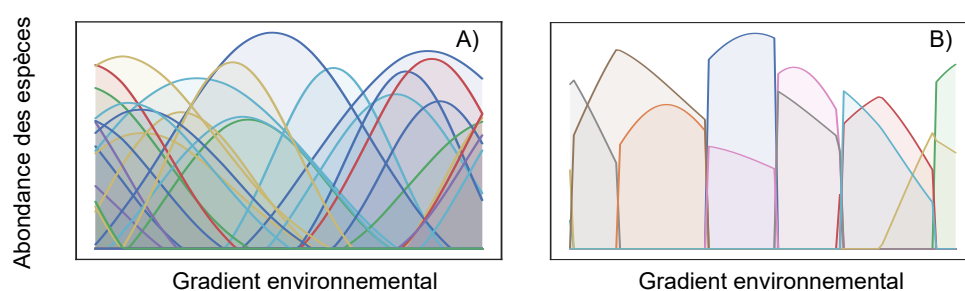 Abondance des espèces
A)
B)
Gradient environnemental
Gradient environnemental